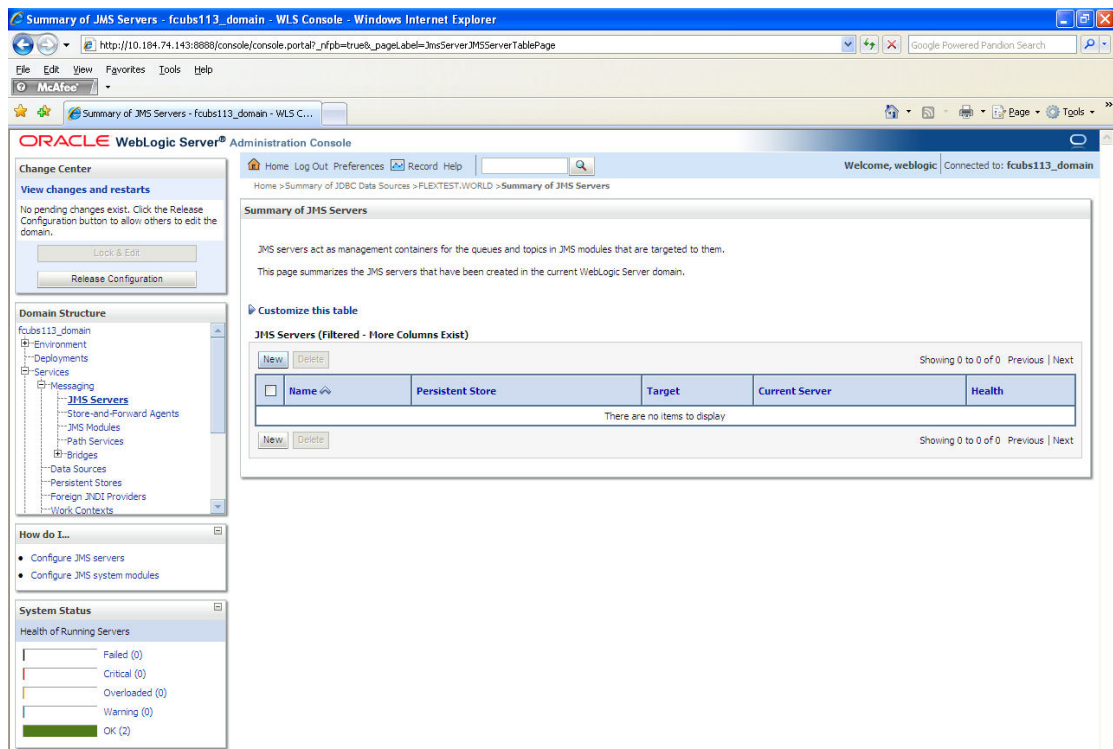 Summary of JMS Servers - fcubs113_domain - WLS Console - Windows Internet Explorer
http://10.184.74.143:8888/console/console.portal?_nfpb=true&_pageLabel=JmsServerJMSServerTablePage
Google Powered Pandion Search
File Edit View Favorites Tools Help
McAfee
Summary of JMS Servers - fcubs113_domain - WLS C...
Page Tools
ORACLE WebLogic Server® Administration Console
Change Center
View changes and restarts
No pending changes exist. Click the Release
Configuration button to allow others to edit the
domain.
Lock & Edit
Release Configuration
Domain Structure
fcubs113_domain
Environment
Deployments
Services
Messaging
JMS Servers
Store-and-Forward Agents
JMS Modules
Path Services
Bridges
Data Sources
Persistent Stores
Foreign JNDI Providers
Work Contexts
How do I...
Configure JMS servers
Configure JMS system modules
System Status
Health of Running Servers
Failed (0)
Critical (0)
Overloaded (0)
Warning (0)
OK (2)
Home Log Out Preferences Record Help
Welcome, weblogic Connected to: fcubs113_domain
Home >Summary of JDBC Data Sources >FLEXTEST.WORLD >Summary of JMS Servers
Summary of JMS Servers
JMS servers act as management containers for the queues and topics in JMS modules that are targeted to them.
This page summarizes the JMS servers that have been created in the current WebLogic Server domain.
Customize this table
JMS Servers (Filtered - More Columns Exist)
New Delete Showing 0 to 0 of 0 Previous | Next
Name Persistent Store Target Current Server Health
There are no items to display
New Delete Showing 0 to 0 of 0 Previous | Next